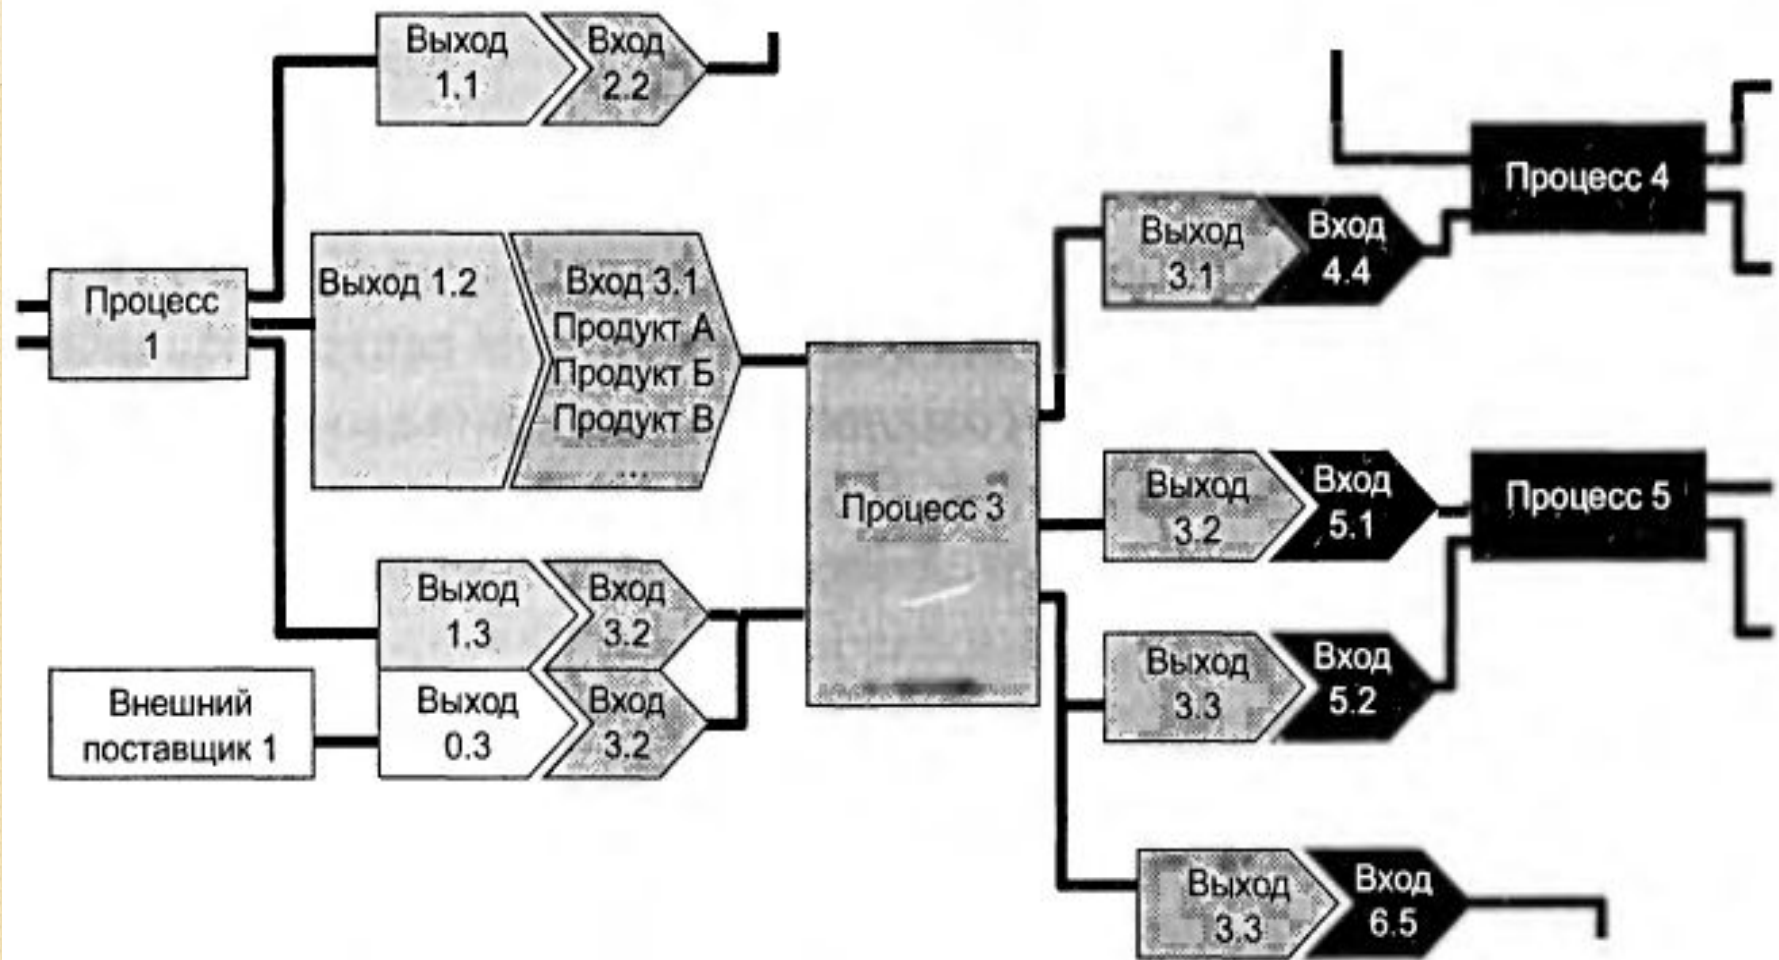 Выход
1.1
Вход
2.2
Процесс 4
Выход
3.1
Вход
4.4
Процесс
1
Выход 1.2
Вход 3.1
Продукт А
Продукт Б
Продукт В
...
Процесс 3
Выход
3.2
Вход
5.1
Процесс 5
Выход
1.3
Вход
3.2
Внешний
поставщик 1
Выход
0.3
Вход
3.2
Выход
3.3
Вход
5.2
Выход
3.3
Вход
6.5